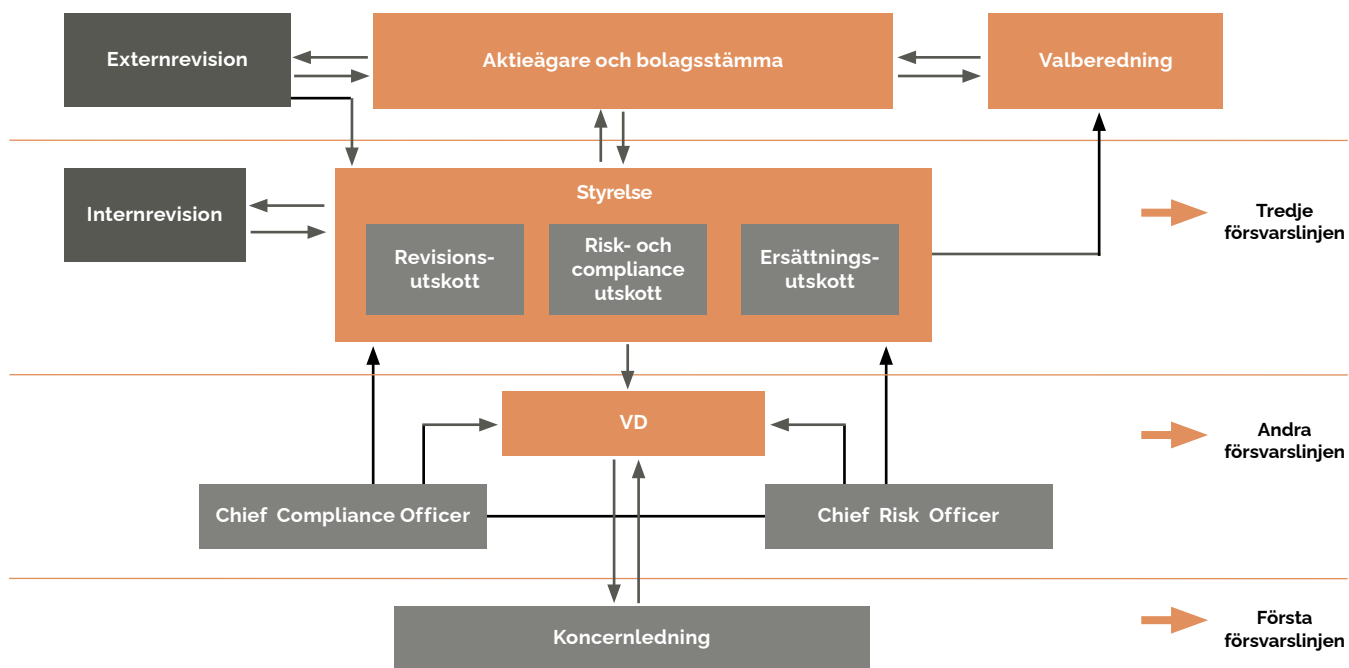 Externrevision
Aktieägare och bolagsstämma
Valberedning
Internrevision
Styrelse
Revisions-
utskott
Risk- och
compliance
utskott
Ersättnings-
utskott
Tredje
försvarslinjen
VD
Andra
försvarslinjen
Chief Compliance Officer
Chief Risk Officer
Koncernledning
Första
försvarslinjen